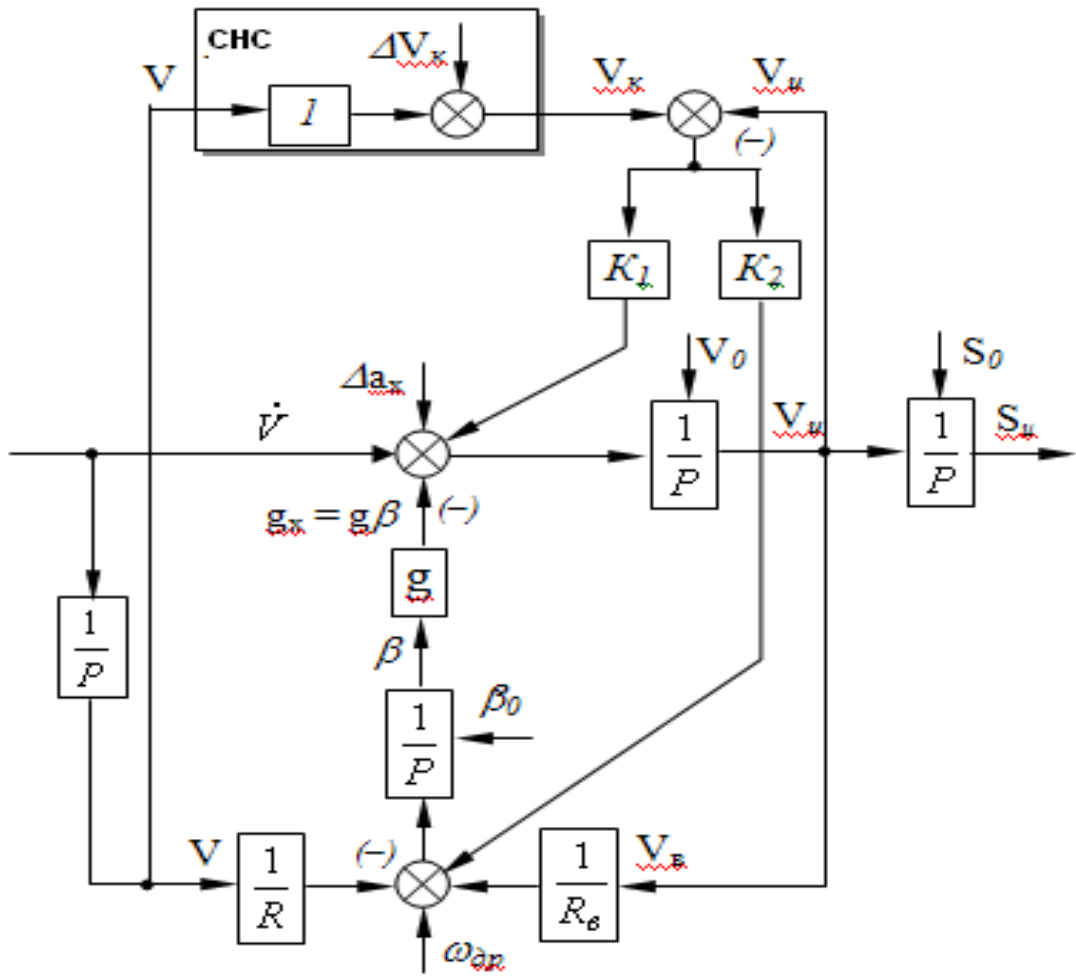 СНС
ΔVк
V
1
Vк
Vи
(−)
K1
K2
V0
S0
Δaх
V̇
1/P
Vи
1/P
Sи
gх = gβ
(−)
g
1/P
β
β0
1/P
V
(−)
Vв
1/R
1/Rв
ωдр